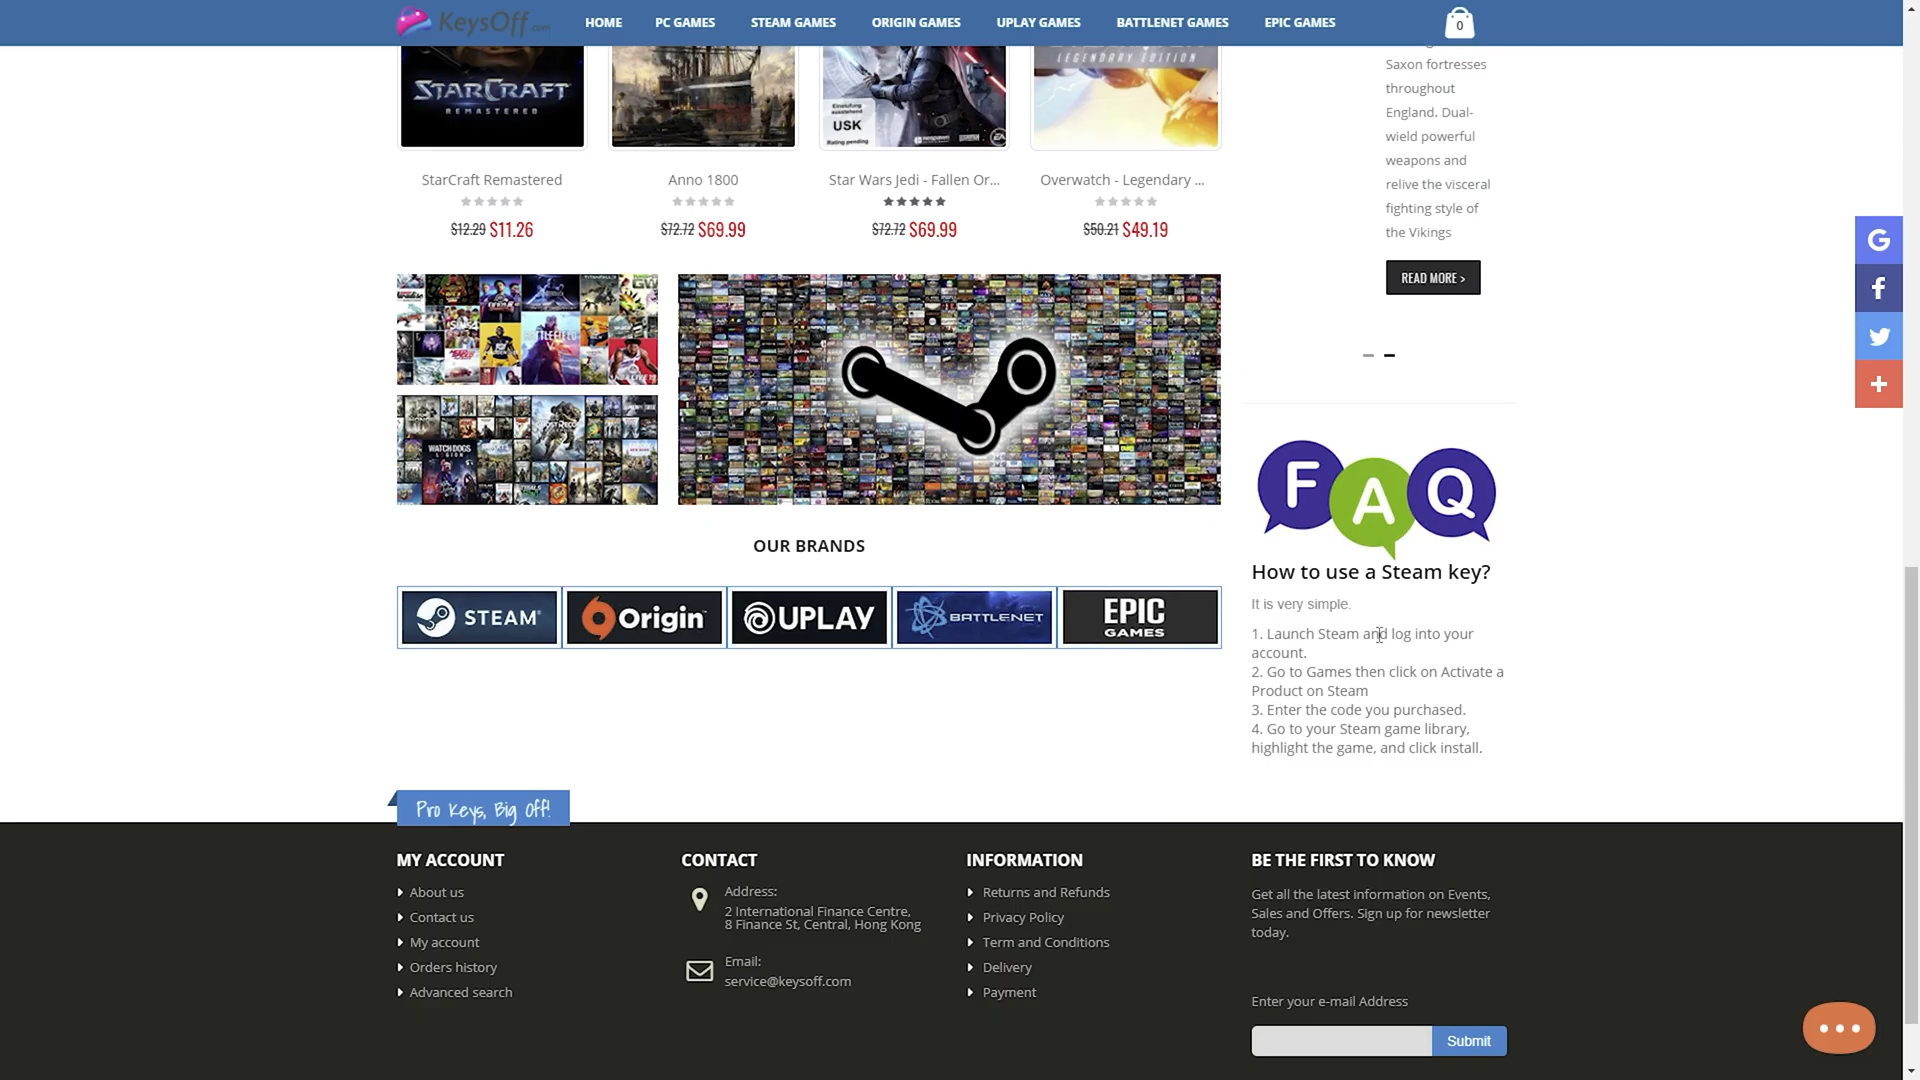 KeysOff.com
HOME
PC GAMES
STEAM GAMES
ORIGIN GAMES
UPLAY GAMES
BATTLENET GAMES
EPIC GAMES
0
STARCRAFT
REMASTERED
Einstufung
ausstehend
USK
Rating pending
LEGENDARY EDITION
StarCraft Remastered
Anno 1800
Star Wars Jedi - Fallen Or...
Overwatch - Legendary ...
$12.29 $11.26
$72.72 $69.99
$72.72 $69.99
$50.21 $49.19
Saxon fortresses
throughout
England. Dual-
wield powerful
weapons and
relive the visceral
fighting style of
the Vikings
READ MORE >
OUR BRANDS
STEAM
Origin
UPLAY
BATTLENET
EPIC
GAMES
FAQ
How to use a Steam key?
It is very simple.
1. Launch Steam and log into your
account.
2. Go to Games then click on Activate a
Product on Steam
3. Enter the code you purchased.
4. Go to your Steam game library,
highlight the game, and click install.
Pro Keys, Big Off!
MY ACCOUNT
About us
Contact us
My account
Orders history
Advanced search
CONTACT
Address:
2 International Finance Centre,
8 Finance St, Central, Hong Kong
Email:
service@keysoff.com
INFORMATION
Returns and Refunds
Privacy Policy
Term and Conditions
Delivery
Payment
BE THE FIRST TO KNOW
Get all the latest information on Events,
Sales and Offers. Sign up for newsletter
today.
Enter your e-mail Address
Submit